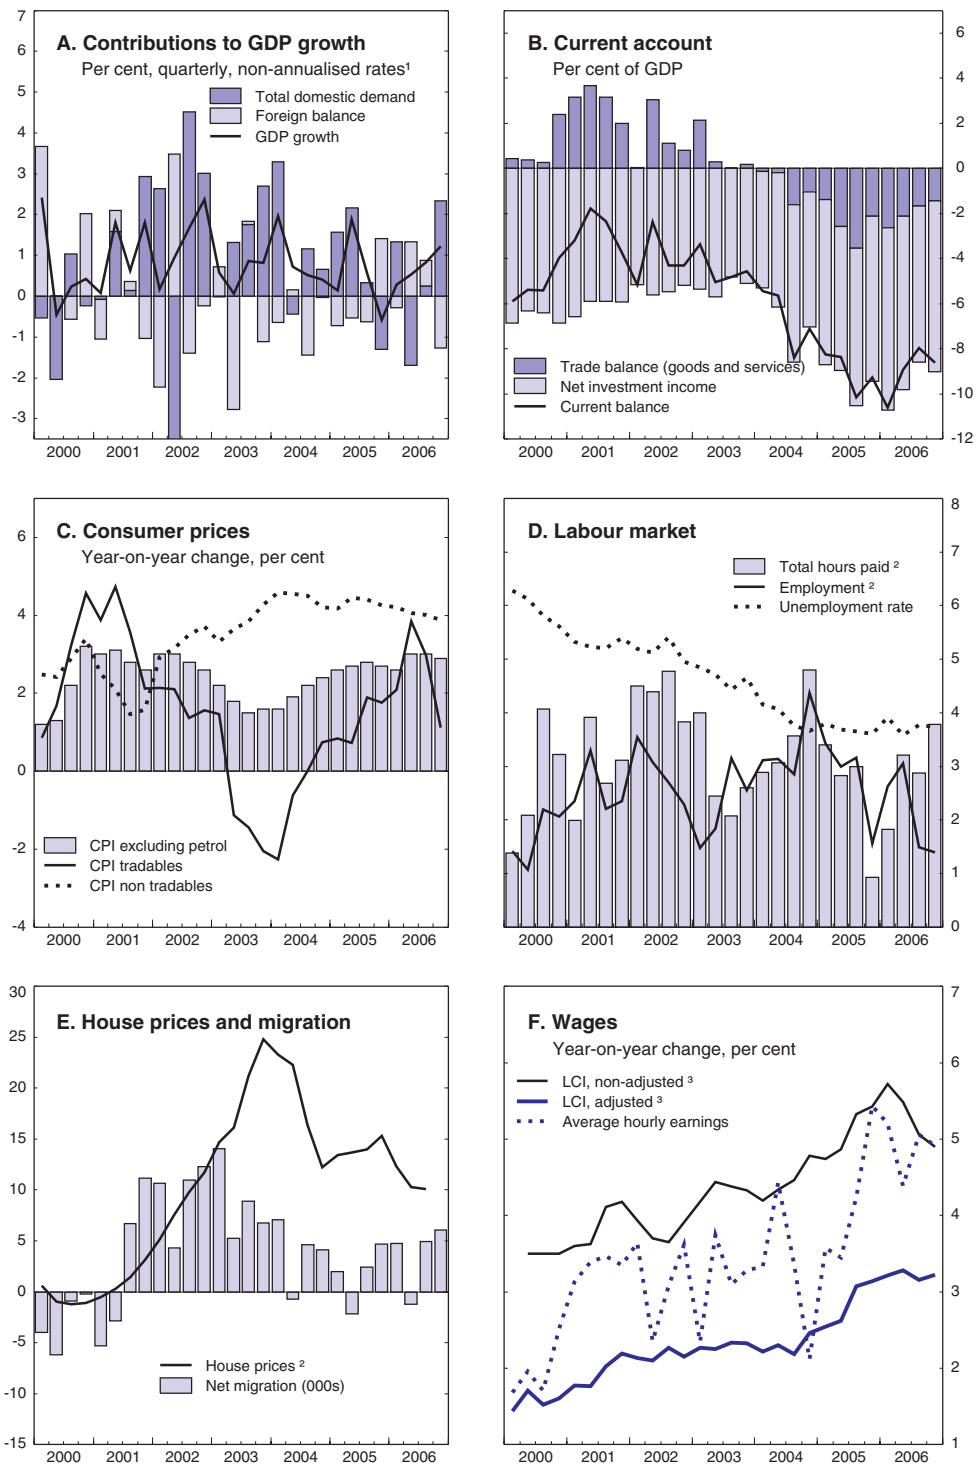 A. Contributions to GDP growth
Per cent, quarterly, non-annualised rates¹
Total domestic demand
Foreign balance
GDP growth
7
6
5
4
3
2
1
0
-1
-2
-3
2000 2001 2002 2003 2004 2005 2006
B. Current account
Per cent of GDP
Trade balance (goods and services)
Net investment income
Current balance
6
4
2
0
-2
-4
-6
-8
-10
-12
2000 2001 2002 2003 2004 2005 2006
C. Consumer prices
Year-on-year change, per cent
6
4
2
0
-2
-4
CPI excluding petrol
CPI tradables
CPI non tradables
2000 2001 2002 2003 2004 2005 2006
D. Labour market
Total hours paid ²
Employment ²
Unemployment rate
8
7
6
5
4
3
2
1
0
2000 2001 2002 2003 2004 2005 2006
E. House prices and migration
30
25
20
15
10
5
0
-5
-10
-15
House prices ²
Net migration (000s)
2000 2001 2002 2003 2004 2005 2006
F. Wages
Year-on-year change, per cent
LCI, non-adjusted ³
LCI, adjusted ³
Average hourly earnings
7
6
5
4
3
2
1
2000 2001 2002 2003 2004 2005 2006